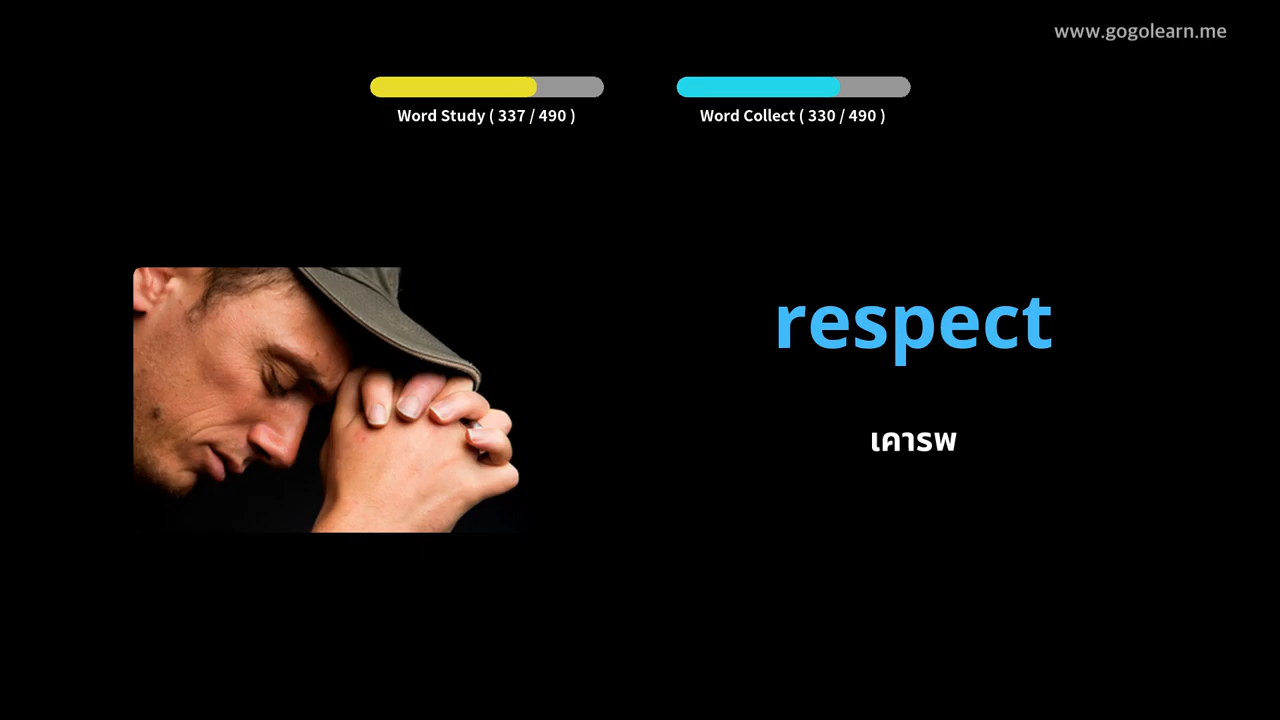 www.gogolearn.me
Word Study ( 337 / 490 )
Word Collect ( 330 / 490 )
respect
เคารพ